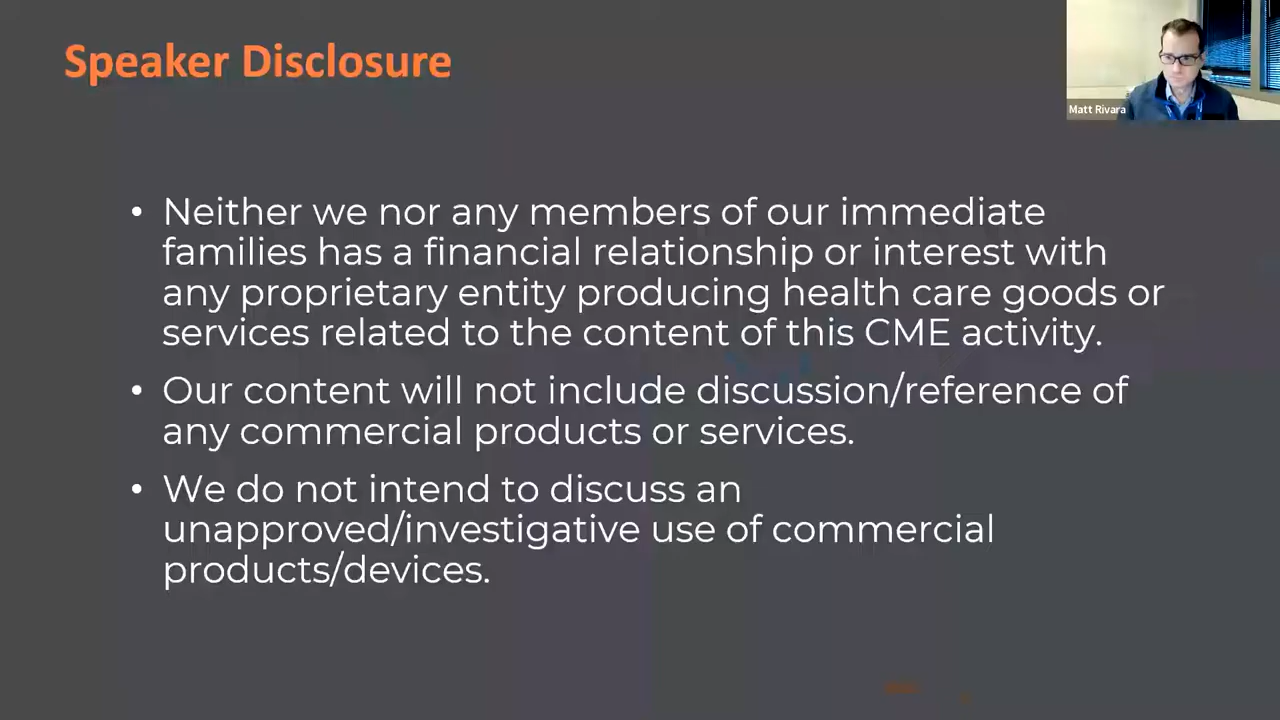 Speaker Disclosure
Matt Rivara
• Neither we nor any members of our immediate
families has a financial relationship or interest with
any proprietary entity producing health care goods or
services related to the content of this CME activity.
• Our content will not include discussion/reference of
any commercial products or services.
• We do not intend to discuss an
unapproved/investigative use of commercial
products/devices.